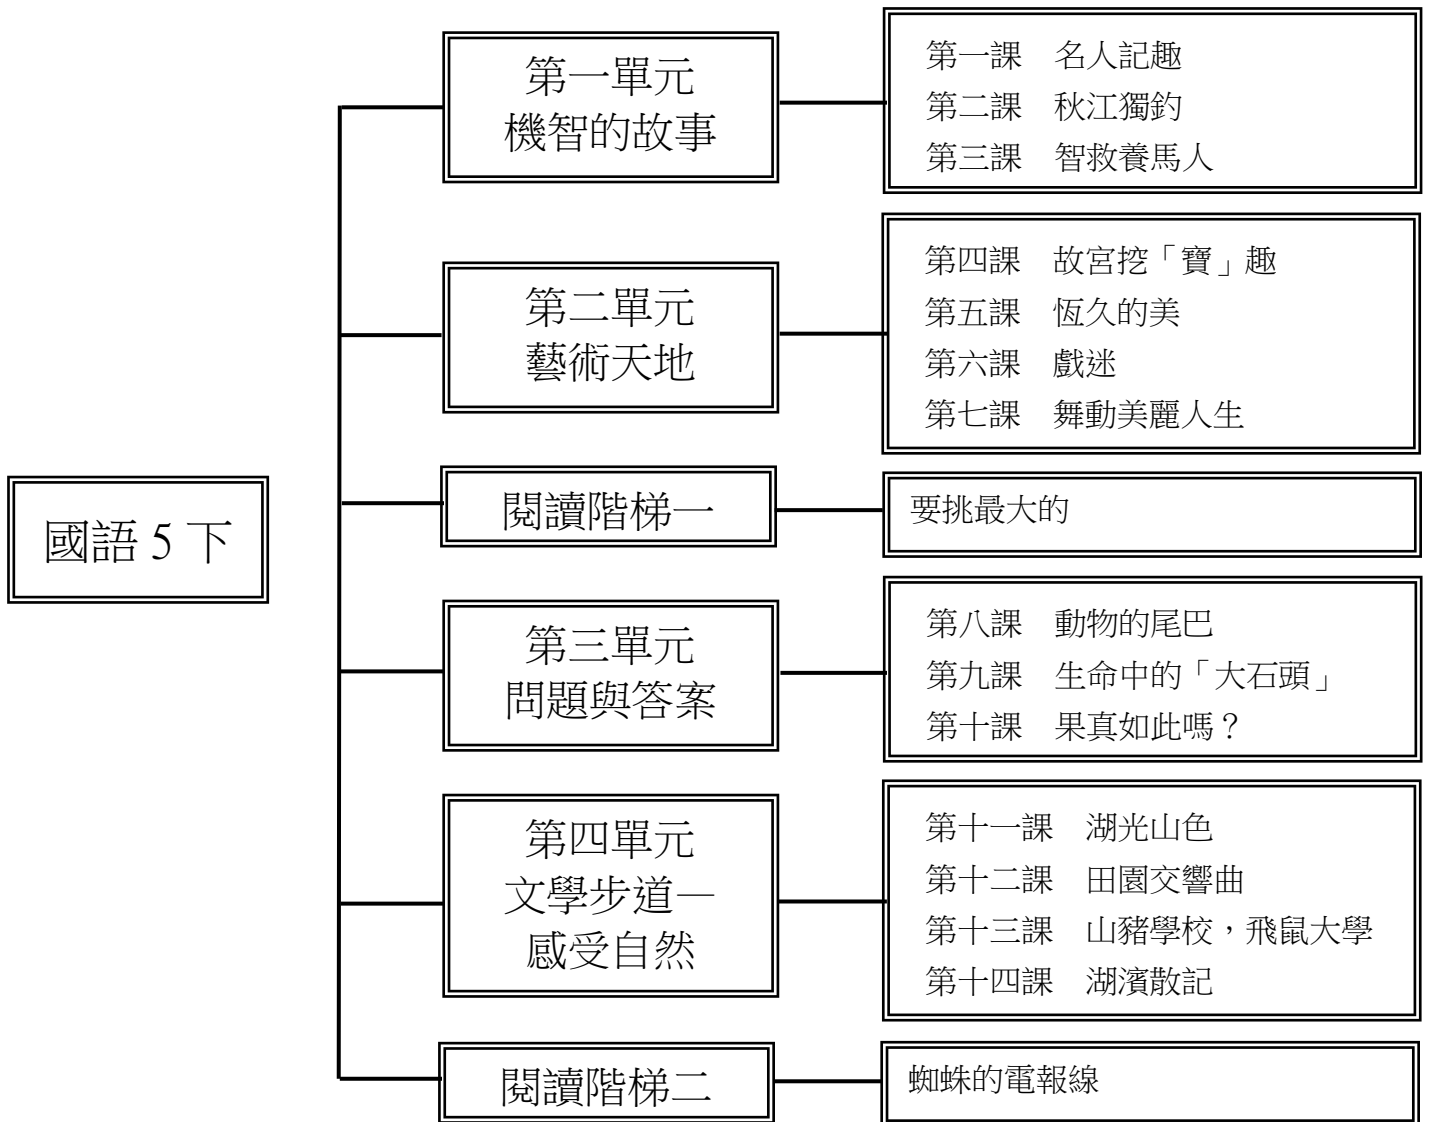 國語 5 下
第一單元
機智的故事
第一課　名人記趣
第二課　秋江獨釣
第三課　智救養馬人
第二單元
藝術天地
第四課　故宮挖「寶」趣
第五課　恆久的美
第六課　戲迷
第七課　舞動美麗人生
閱讀階梯一
要挑最大的
第三單元
問題與答案
第八課　動物的尾巴
第九課　生命中的「大石頭」
第十課　果真如此嗎？
第四單元
文學步道—
感受自然
第十一課　湖光山色
第十二課　田園交響曲
第十三課　山豬學校，飛鼠大學
第十四課　湖濱散記
閱讀階梯二
蜘蛛的電報線